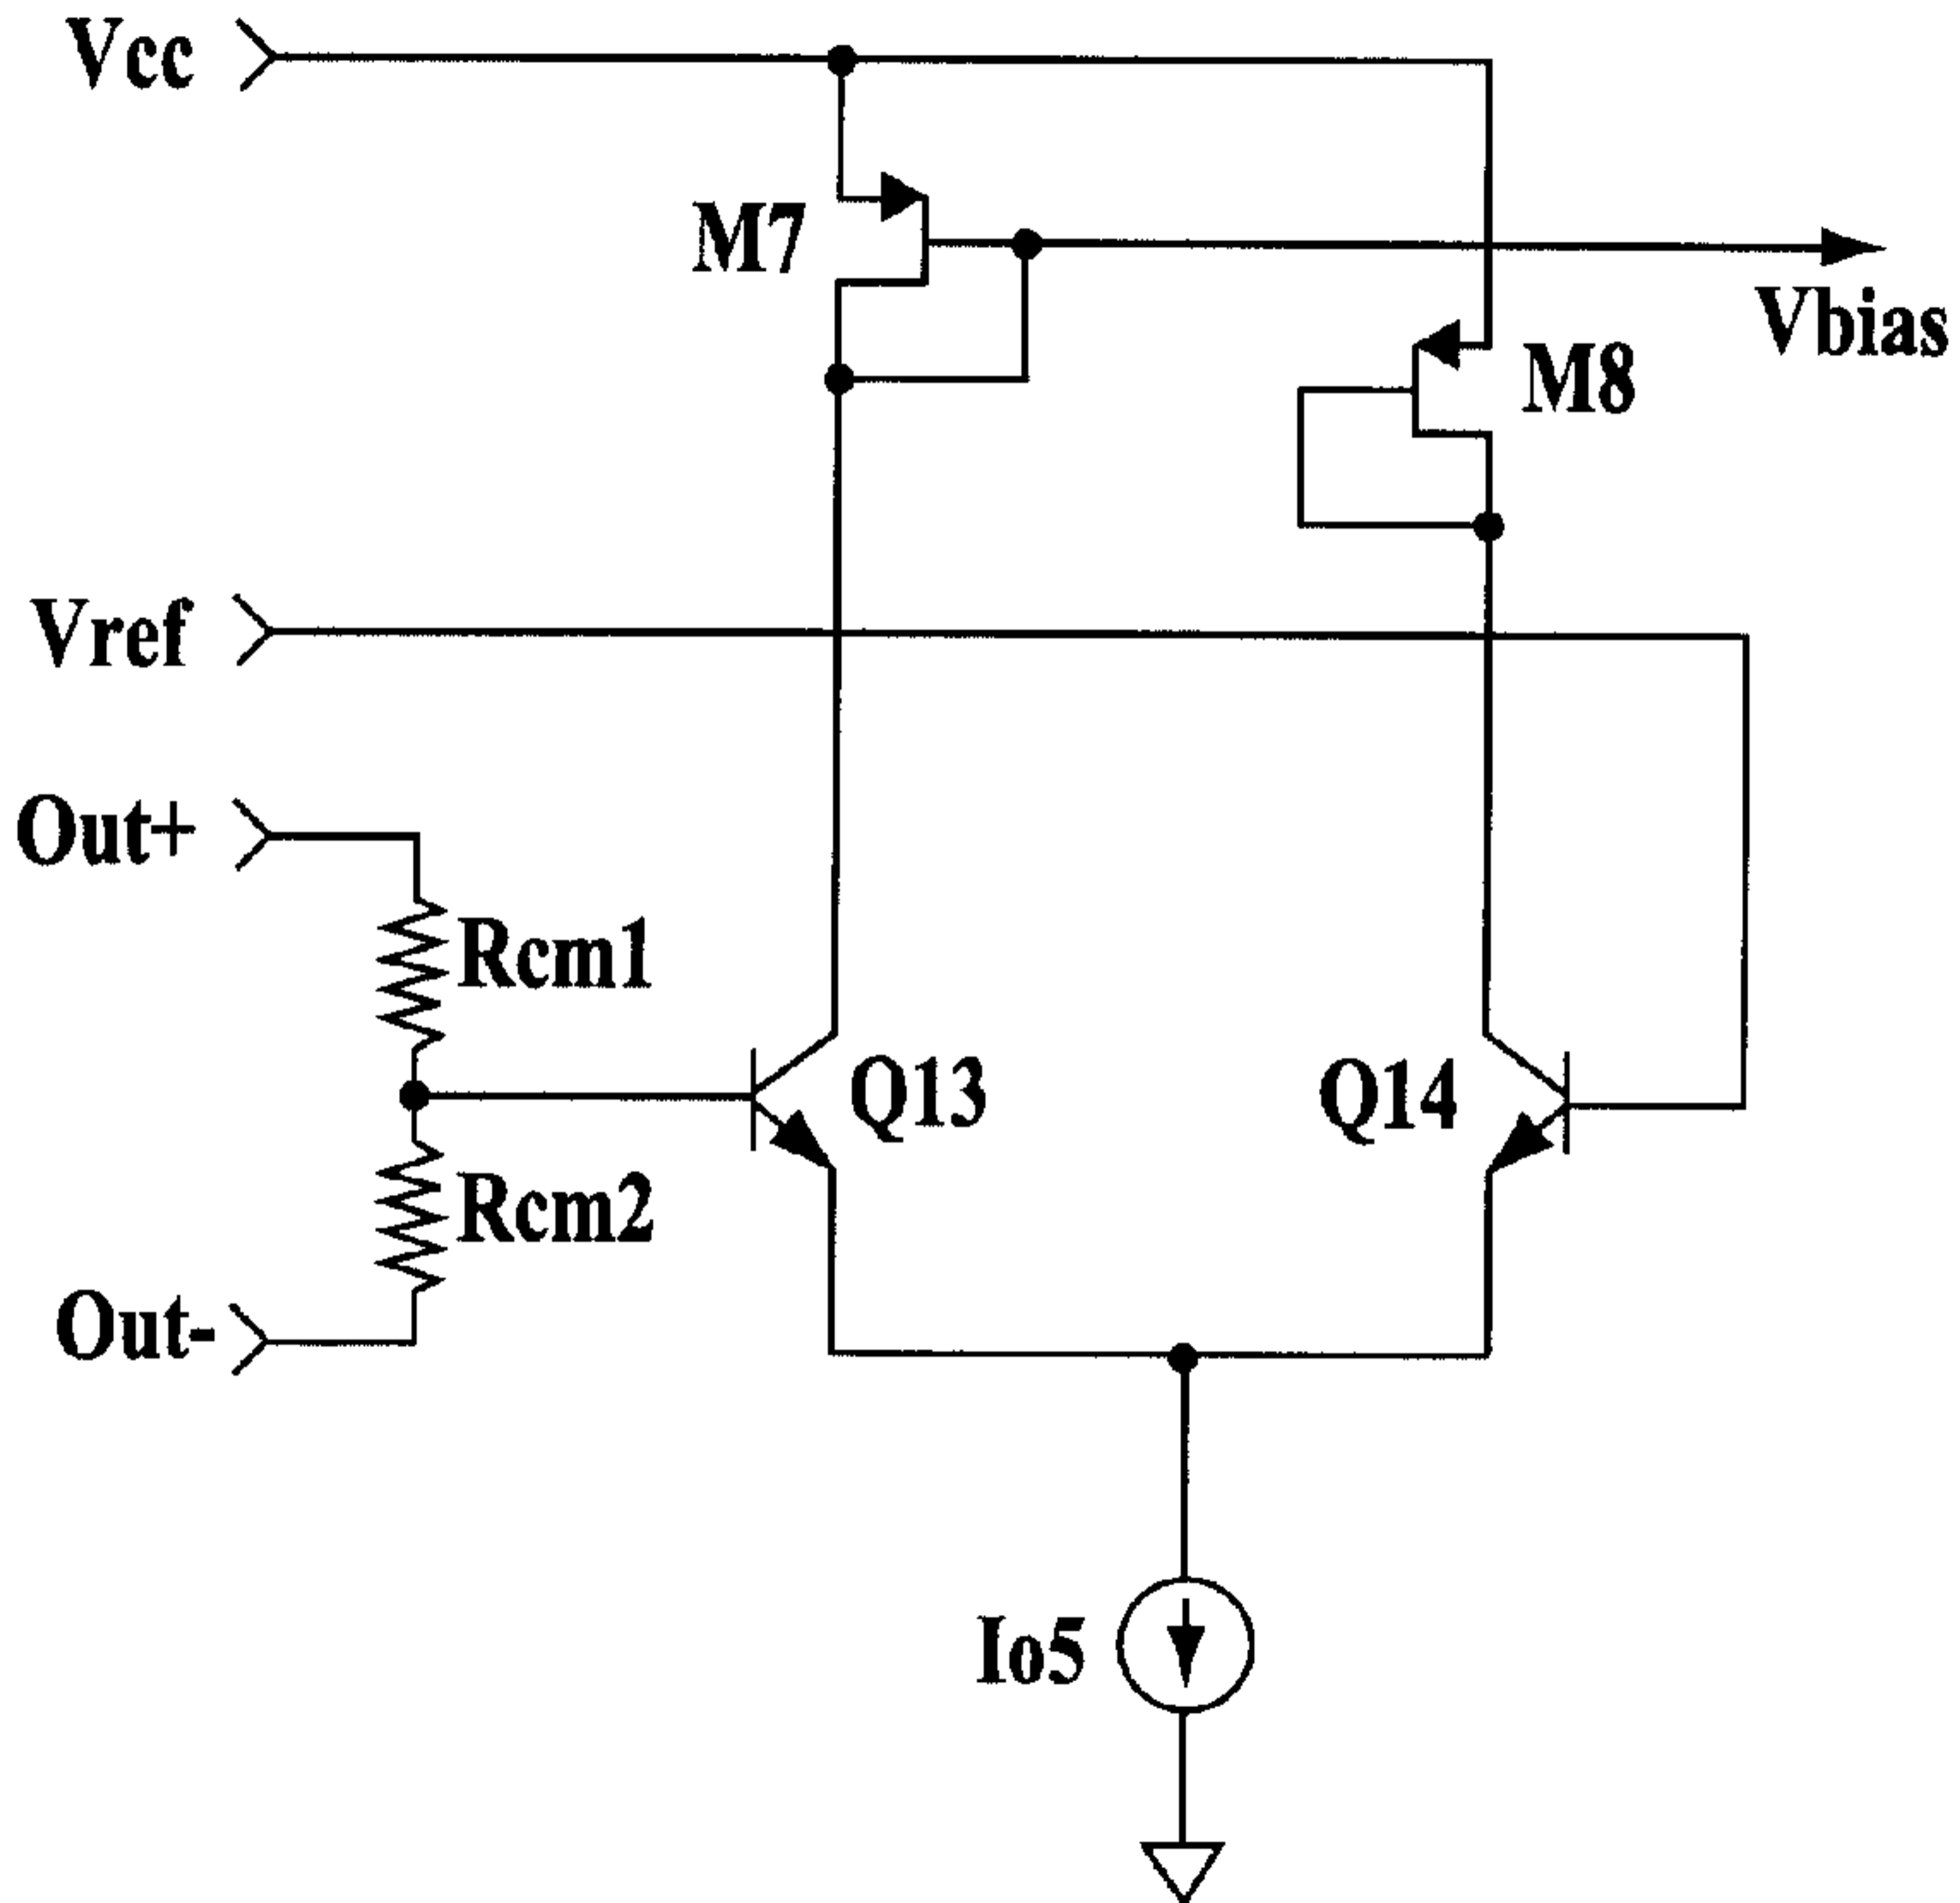 Vcc
M7
Vbias
M8
Vref
Out+
Rcm1
Q13
Q14
Rcm2
Out-
Io5